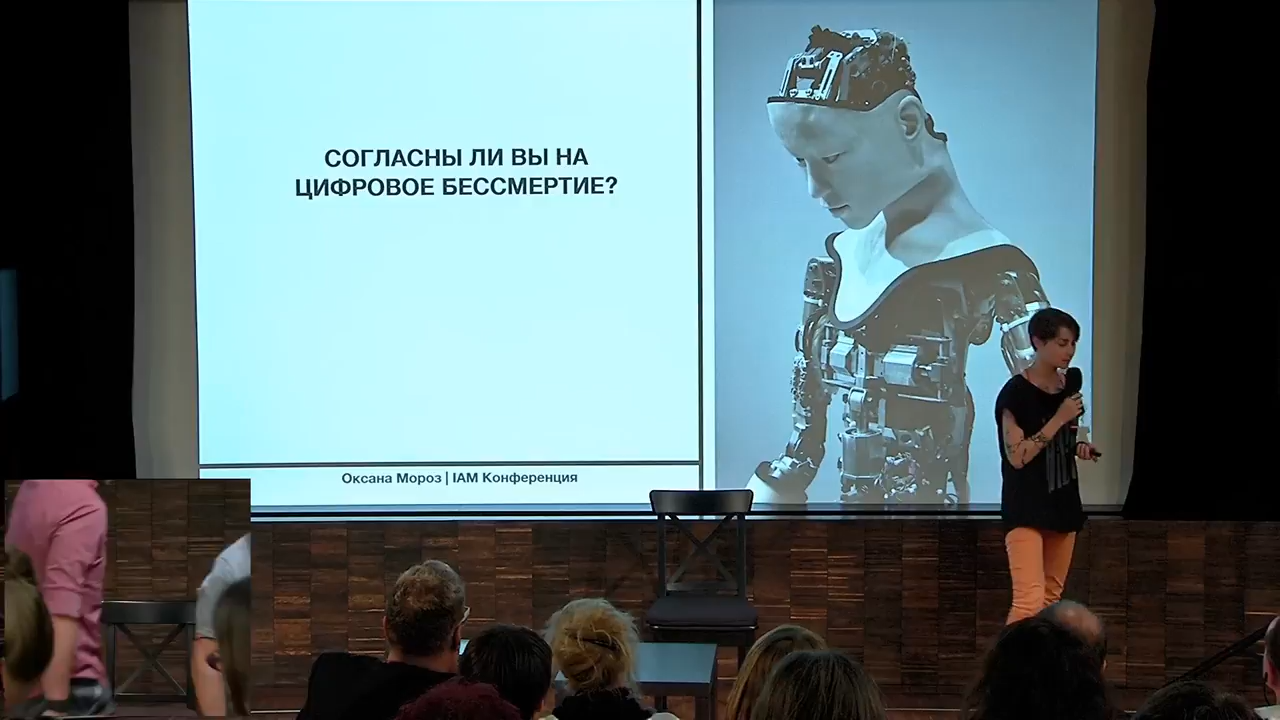 СОГЛАСНЫ ЛИ ВЫ НА
ЦИФРОВОЕ БЕССМЕРТИЕ?
Оксана Мороз | IAM Конференция